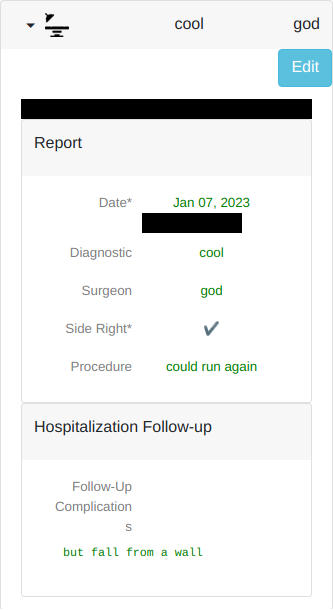 cool god
Edit
Report
Date* Jan 07, 2023
Diagnostic cool
Surgeon god
Side Right* ✔
Procedure could run again
Hospitalization Follow-up
Follow-Up
Complication
s
but fall from a wall